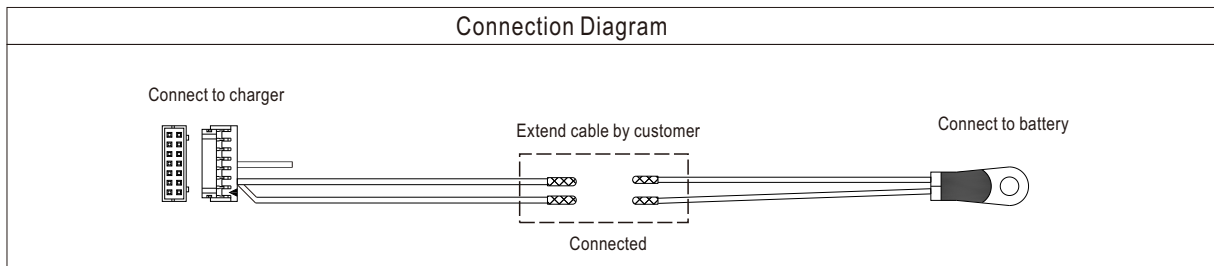 Connection Diagram
Connect to charger
Extend cable by customer
Connect to battery
Connected